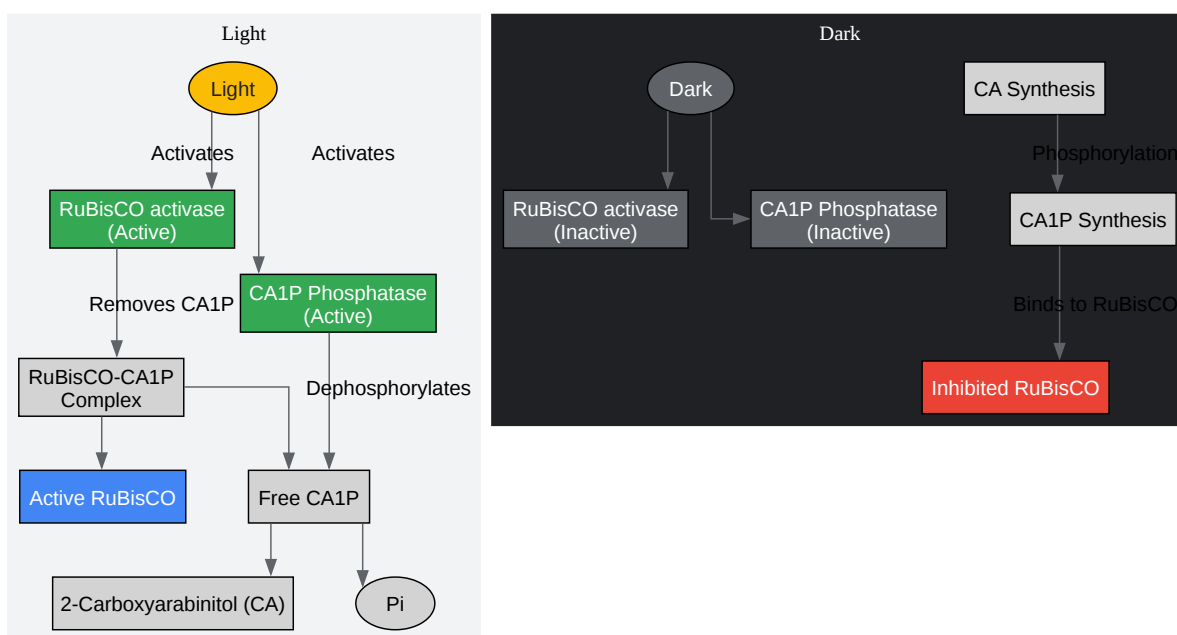 Light
Light
Activates
Activates
RuBisCO activase
(Active)
Removes CA1P
CA1P Phosphatase
(Active)
RuBisCO-CA1P
Complex
Dephosphorylates
Active RuBisCO
Free CA1P
2-Carboxyarabinitol (CA)
Pi
Dark
Dark
CA Synthesis
Phosphorylation
RuBisCO activase
(Inactive)
CA1P Phosphatase
(Inactive)
CA1P Synthesis
Binds to RuBisCO
Inhibited RuBisCO